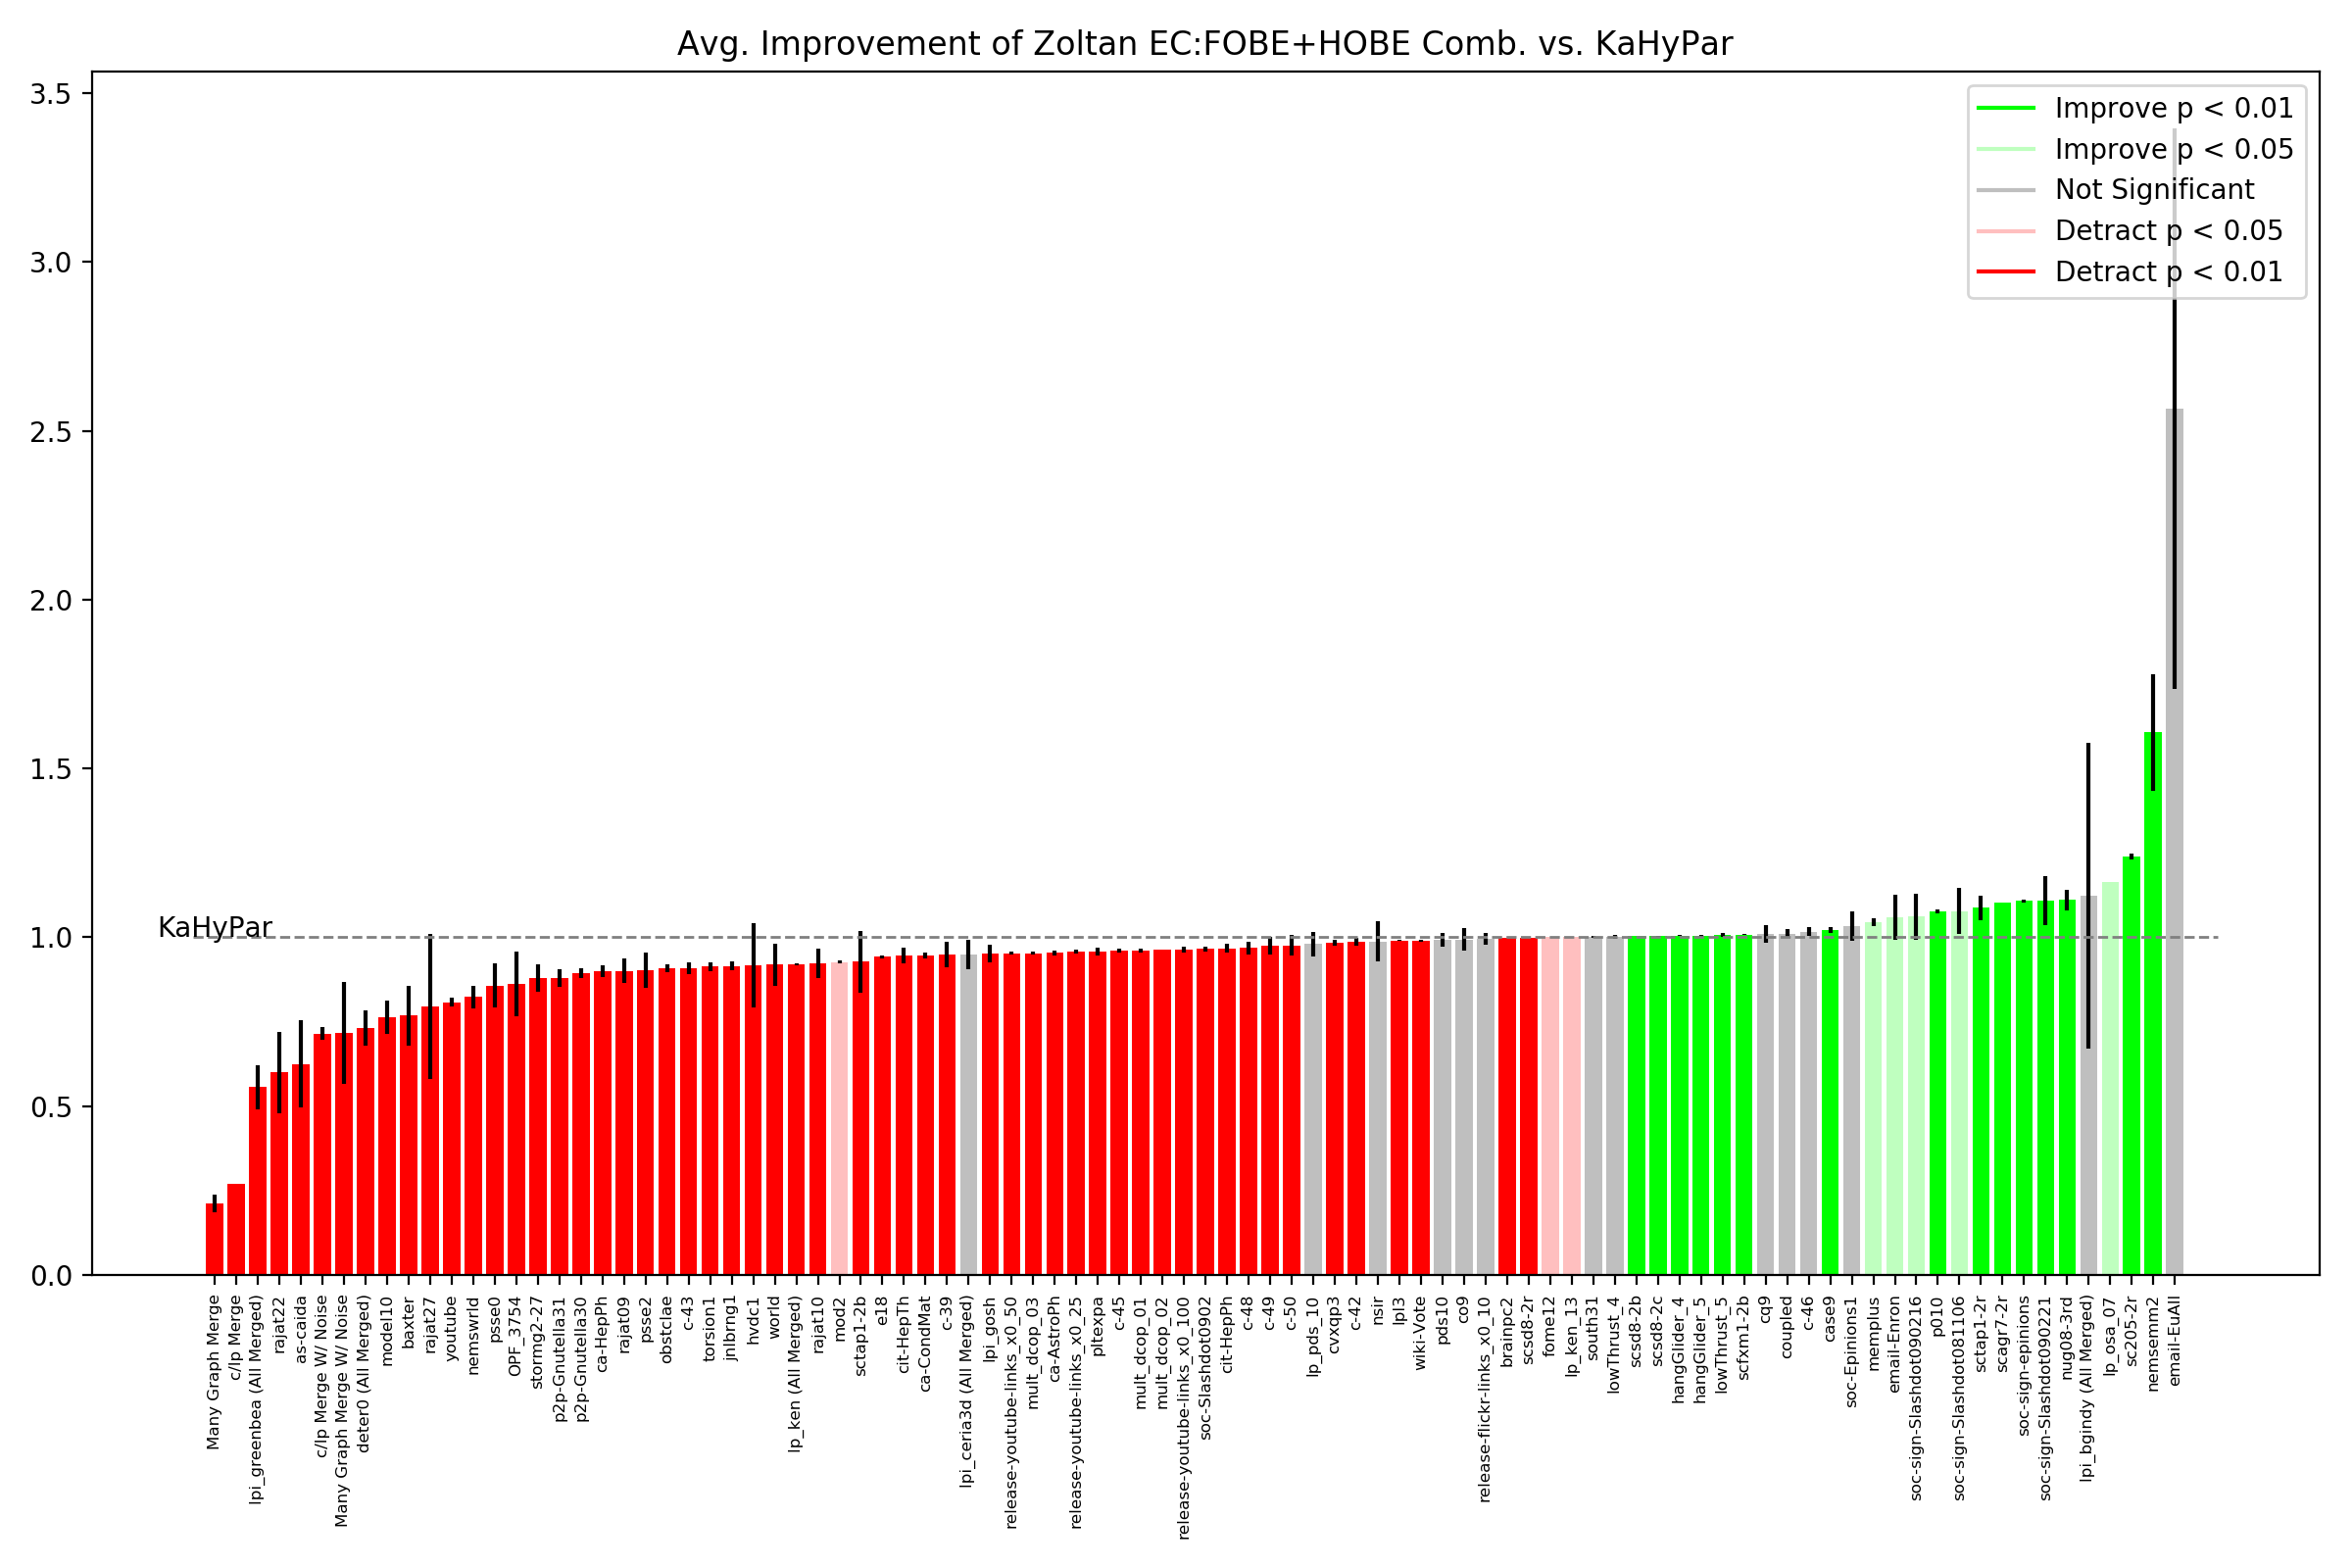 Avg. Improvement of Zoltan EC:FOBE+HOBE Comb. vs. KaHyPar
3.5
3.0
2.5
2.0
1.5
1.0
0.5
0.0
Improve p < 0.01
Improve p < 0.05
Not Significant
Detract p < 0.05
Detract p < 0.01
KaHyPar
Many Graph Merge
c/lp Merge
lpi_greenbea (All Merged)
rajat22
as-caida
c/lp Merge W/ Noise
Many Graph Merge W/ Noise
deter0 (All Merged)
model10
baxter
rajat27
youtube
nemswrld
psse0
OPF_3754
stormg2-27
p2p-Gnutella31
p2p-Gnutella30
ca-HepPh
rajat09
psse2
obstclae
c-43
torsion1
jnlbrng1
hvdc1
world
lp_ken (All Merged)
rajat10
mod2
sctap1-2b
e18
cit-HepTh
ca-CondMat
c-39
lpi_ceria3d (All Merged)
lpi_gosh
release-youtube-links_x0_50
mult_dcop_03
ca-AstroPh
release-youtube-links_x0_25
pltexpa
c-45
mult_dcop_01
mult_dcop_02
release-youtube-links_x0_100
soc-Slashdot0902
cit-HepPh
c-48
c-49
c-50
lp_pds_10
cvxqp3
c-42
nsir
lpl3
wiki-Vote
pds10
co9
release-flickr-links_x0_10
brainpc2
scsd8-2r
fome12
lp_ken_13
south31
lowThrust_4
scsd8-2b
scsd8-2c
hangGlider_4
hangGlider_5
lowThrust_5
scfxm1-2b
cq9
coupled
c-46
case9
soc-Epinions1
memplus
email-Enron
soc-sign-Slashdot090216
p010
soc-sign-Slashdot081106
sctap1-2r
scagr7-2r
soc-sign-epinions
soc-sign-Slashdot090221
nug08-3rd
lpi_bgindy (All Merged)
lp_osa_07
sc205-2r
nemsemm2
email-EuAll